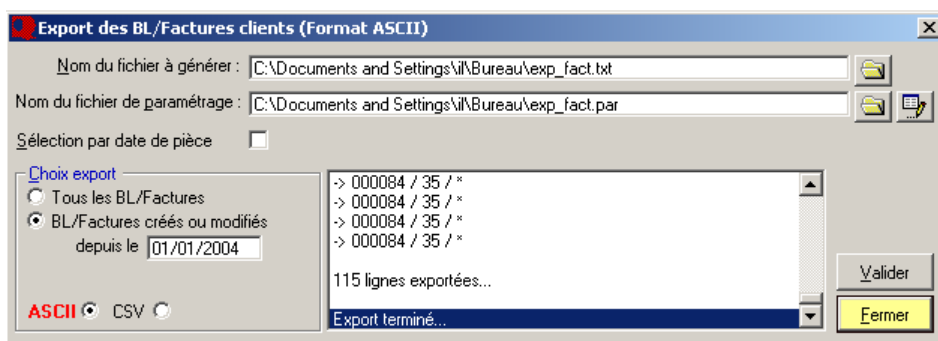 Export des BL/Factures clients (Format ASCII)
Nom du fichier à générer : C:\Documents and Settings\il\Bureau\exp_fact.txt
Nom du fichier de paramétrage : C:\Documents and Settings\il\Bureau\exp_fact.par
Sélection par date de pièce
Choix export
Tous les BL/Factures
BL/Factures créés ou modifiés
depuis le 01/01/2004
ASCII CSV
-> 000084 / 35 / *
-> 000084 / 35 / *
-> 000084 / 35 / *
-> 000084 / 35 / *
115 lignes exportées...
Export terminé...
Valider
Fermer